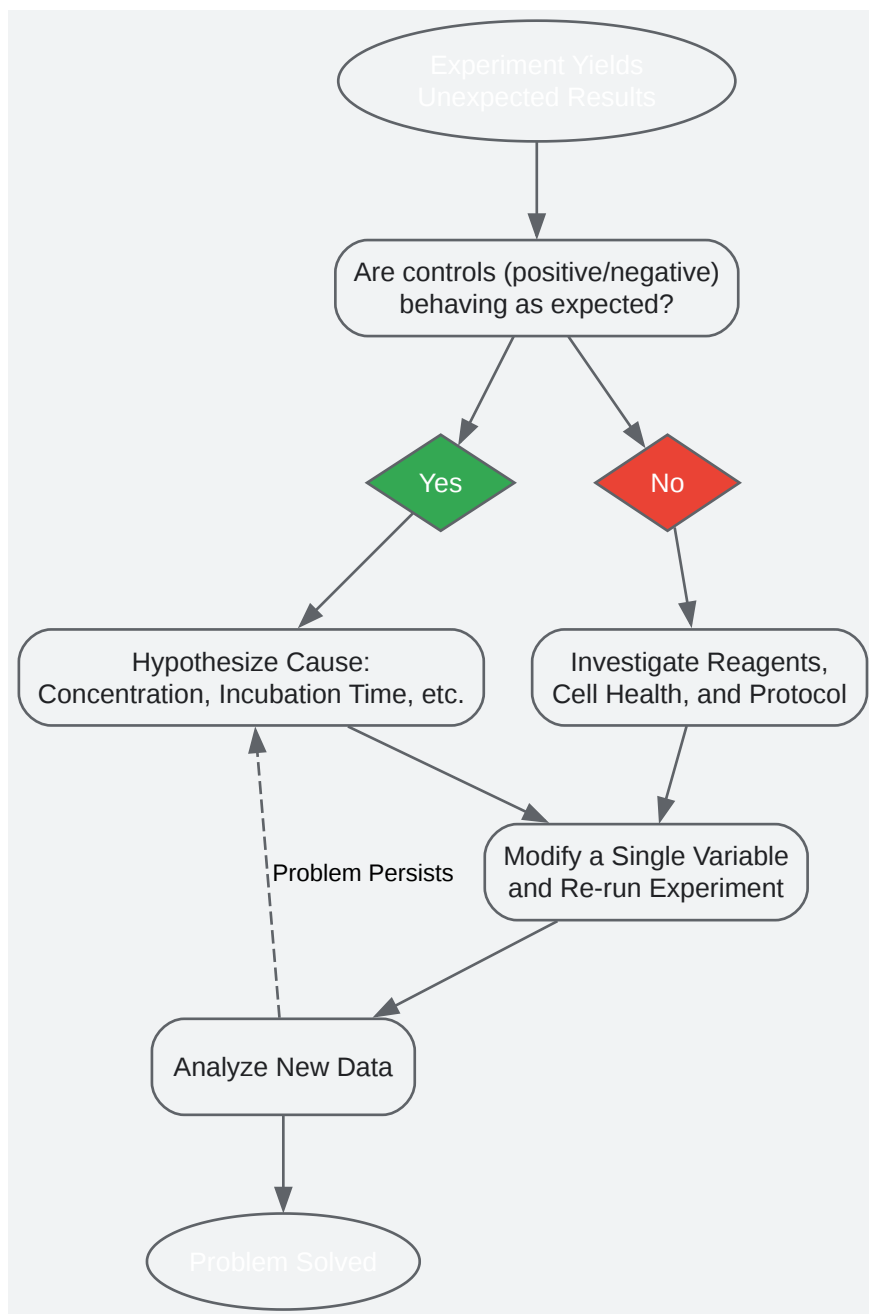 Experiment Yields
Unexpected Results
Are controls (positive/negative)
behaving as expected?
Yes
No
Hypothesize Cause:
Concentration, Incubation Time, etc.
Investigate Reagents,
Cell Health, and Protocol
Modify a Single Variable
and Re-run Experiment
Problem Persists
Analyze New Data
Problem Solved